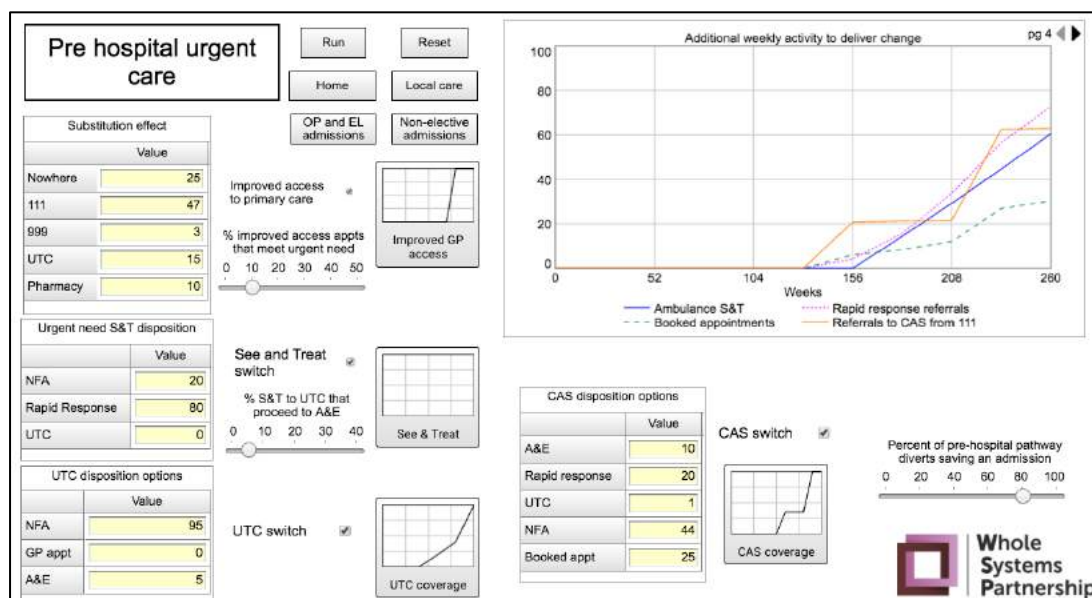 Pre hospital urgent
care
Run
Reset
Home
Local care
OP and EL
admissions
Non-elective
admissions
Substitution effect
Value
Nowhere 25
111 47
999 3
UTC 15
Pharmacy 10
Improved access
to primary care
% improved access appts
that meet urgent need
0 10 20 30 40 50
Improved GP
access
Additional weekly activity to deliver change
pg 4
100
80
60
40
20
0
0 52 104 156 208 260
Weeks
Ambulance S&T
Rapid response referrals
Booked appointments
Referrals to CAS from 111
Urgent need S&T disposition
Value
NFA 20
Rapid Response 80
UTC 0
See and Treat
switch
% S&T to UTC that
proceed to A&E
0 10 20 30 40
See & Treat
UTC disposition options
Value
NFA 95
GP appt 0
A&E 5
UTC switch
UTC coverage
CAS disposition options
Value
A&E 10
Rapid response 20
UTC 1
NFA 44
Booked appt 25
CAS switch
CAS coverage
Percent of pre-hospital pathway
diverts saving an admission
0 20 40 60 80 100
Whole
Systems
Partnership